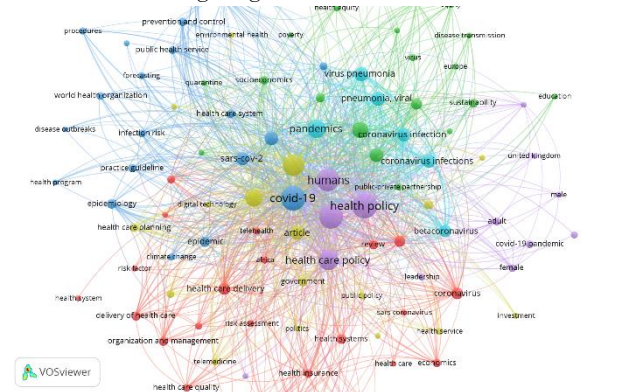 health equity
prevention and control
procedures
environmental health
poverty
disease transmission
public health service
virus
europe
forecasting
quarantine
socioeconomics
virus pneumonia
world health organization
pneumonia, viral
sustainability
education
health care system
disease outbreaks
infection risk
pandemics
coronavirus infection
sars-cov-2
coronavirus infections
united kingdom
practice guideline
health program
humans
public-private partnership
male
covid-19
health policy
epidemiology
digital technology
adult
health care planning
telehealth
article
betacoronavirus
epidemic
review
covid-19 pandemic
climate change
africa
health care policy
female
risk factor
leadership
government
health care delivery
coronavirus
health system
public policy
delivery of health care
sars coronavirus
investment
risk assessment
politics
health service
organization and management
health systems
telemedicine
health care
economics
health insurance
VOSviewer
health care quality